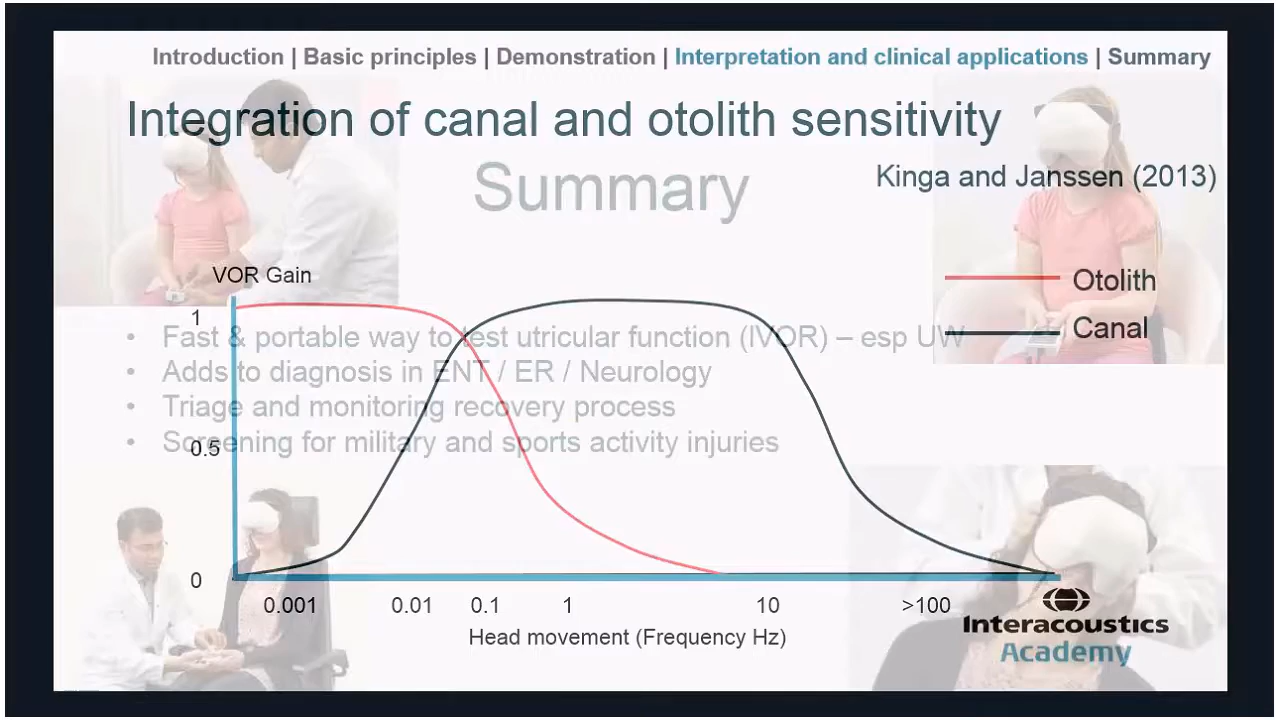 Introduction | Basic principles | Demonstration | Interpretation and clinical applications | Summary
Integration of canal and otolith sensitivity
Summary
Kinga and Janssen (2013)
VOR Gain
Otolith
Canal
1
• Fast & portable way to test utricular function (IVOR) – esp UW
• Adds to diagnosis in ENT / ER / Neurology
• Triage and monitoring recovery process
• Screening for military and sports activity injuries
0.5
0
0.001 0.01 0.1 1 10 >100
Head movement (Frequency Hz)
Interacoustics
Academy